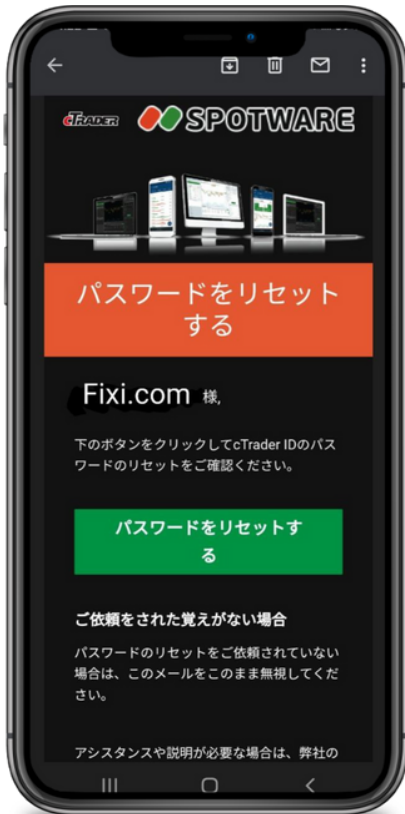 cTRADER SPOTWARE
パスワードをリセット
する
Fixi.com 様,
下のボタンをクリックしてcTrader IDのパス
ワードのリセットをご確認ください。
パスワードをリセットす
る
ご依頼をされた覚えがない場合
パスワードのリセットをご依頼されていない
場合は、このメールをこのまま無視してくだ
さい。
アシスタンスや説明が必要な場合は、弊社の